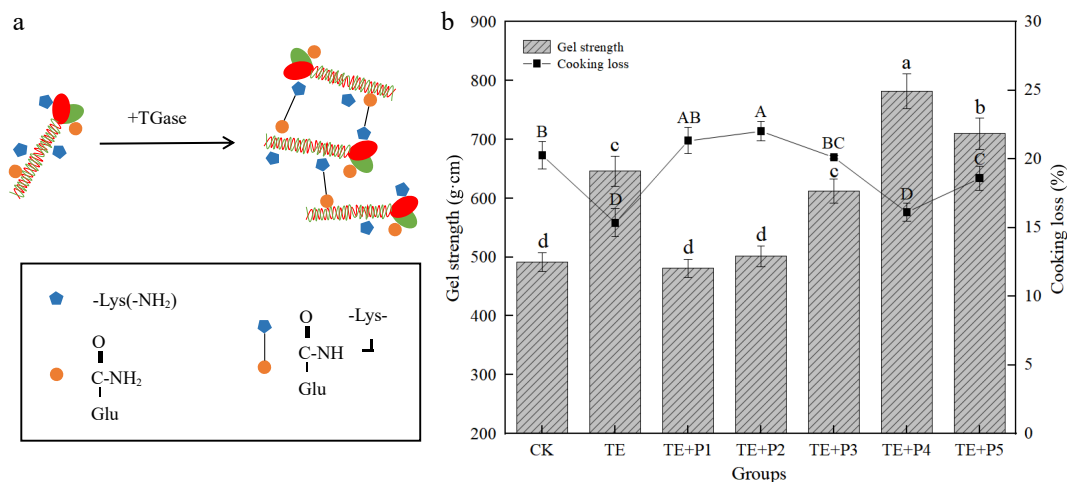 a
+TGase
-Lys(-NH₂)
O
C-NH₂
Glu
O
-Lys-
C-NH
Glu
b
900
800
700
600
500
400
300
200
Gel strength (g·cm)
Gel strength
Cooking loss
B
d
c
D
AB
d
A
d
BC
c
a
D
b
C
30
25
20
15
10
5
0
Cooking loss (%)
CK TE TE+P1 TE+P2 TE+P3 TE+P4 TE+P5
Groups